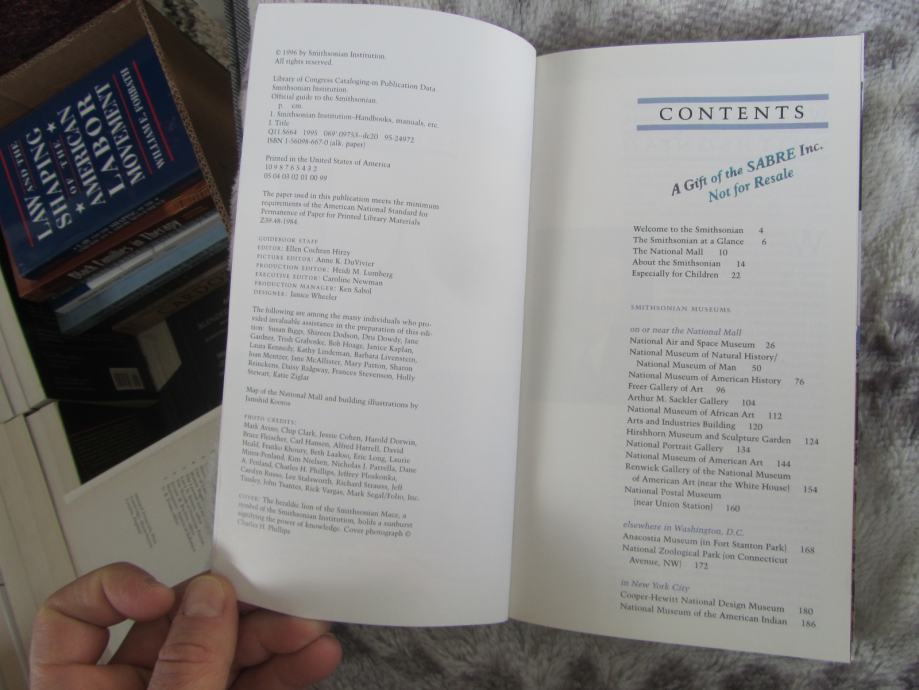 LAW
AND THE
SHAPING
OF THE
AMERICAN
LABOR
MOVEMENT
WILLIAM E. FORBATH
© 1996 by Smithsonian Institution.
All rights reserved.
Library of Congress Cataloging-in Publication Data
Smithsonian Institution.
Official guide to the Smithsonian.
p. cm.
1. Smithsonian Institution–Handbooks, manuals, etc.
I. Title
Q11.S664 1995 069'.09753--dc20 95-24972
ISBN 1-56098-667-0 (alk. paper)
Printed in the United States of America
10 9 8 7 6 5 4 3 2
05 04 03 02 01 00 99
The paper used in this publication meets the minimum
requirements of the American National Standard for
Permanence of Paper for Printed Library Materials
Z39.48-1984.
GUIDEBOOK STAFF
EDITOR: Ellen Cochran Hirzy
PICTURE EDITOR: Anne K. DuVivier
PRODUCTION EDITOR: Heidi M. Lumberg
EXECUTIVE EDITOR: Caroline Newman
PRODUCTION MANAGER: Ken Sabol
DESIGNER: Janice Wheeler
The following are among the many individuals who pro-
vided invaluable assistance in the preparation of this edi-
tion: Susan Biggs, Shireen Dodson, Dru Dowdy, Jane
Gardner, Trish Graboske, Bob Hoage, Janice Kaplan,
Laura Kennedy, Kathy Lindeman, Barbara Livenstein,
Joan Mentzer, Jane McAllister, Mary Patton, Sharon
Reinckens, Daisy Ridgway, Frances Stevenson, Holly
Stewart, Katie Ziglar
Map of the National Mall and building illustrations by
Jamshid Kooros
PHOTO CREDITS:
Mark Avino, Chip Clark, Jessie Cohen, Harold Dorwin,
Bruce Fleischer, Carl Hansen, Alfred Harrell, David
Heald, Franko Khoury, Beth Laakso, Eric Long, Laurie
Minor-Penland, Kim Nielsen, Nicholas J. Parrella, Dane
A. Penland, Charles H. Phillips, Jeffrey Ploskonka,
Carolyn Russo, Lee Stalsworth, Richard Strauss, Jeff
Tinsley, John Tsantes, Rick Vargas, Mark Segal/Folio, Inc.
COVER: The heraldic lion of the Smithsonian Mace, a
symbol of the Smithsonian Institution, holds a sunburst
signifying the power of knowledge. Cover photograph ©
Charles H. Phillips
CONTENTS
A Gift of the SABRE Inc.
Not for Resale
Welcome to the Smithsonian 4
The Smithsonian at a Glance 6
The National Mall 10
About the Smithsonian 14
Especially for Children 22
SMITHSONIAN MUSEUMS
on or near the National Mall
National Air and Space Museum 26
National Museum of Natural History/
National Museum of Man 50
National Museum of American History 76
Freer Gallery of Art 96
Arthur M. Sackler Gallery 104
National Museum of African Art 112
Arts and Industries Building 120
Hirshhorn Museum and Sculpture Garden 124
National Portrait Gallery 134
National Museum of American Art 144
Renwick Gallery of the National Museum
of American Art (near the White House) 154
National Postal Museum
(near Union Station) 160
elsewhere in Washington, D.C.
Anacostia Museum (in Fort Stanton Park) 168
National Zoological Park (on Connecticut
Avenue, NW) 172
in New York City
Cooper-Hewitt National Design Museum 180
National Museum of the American Indian 186